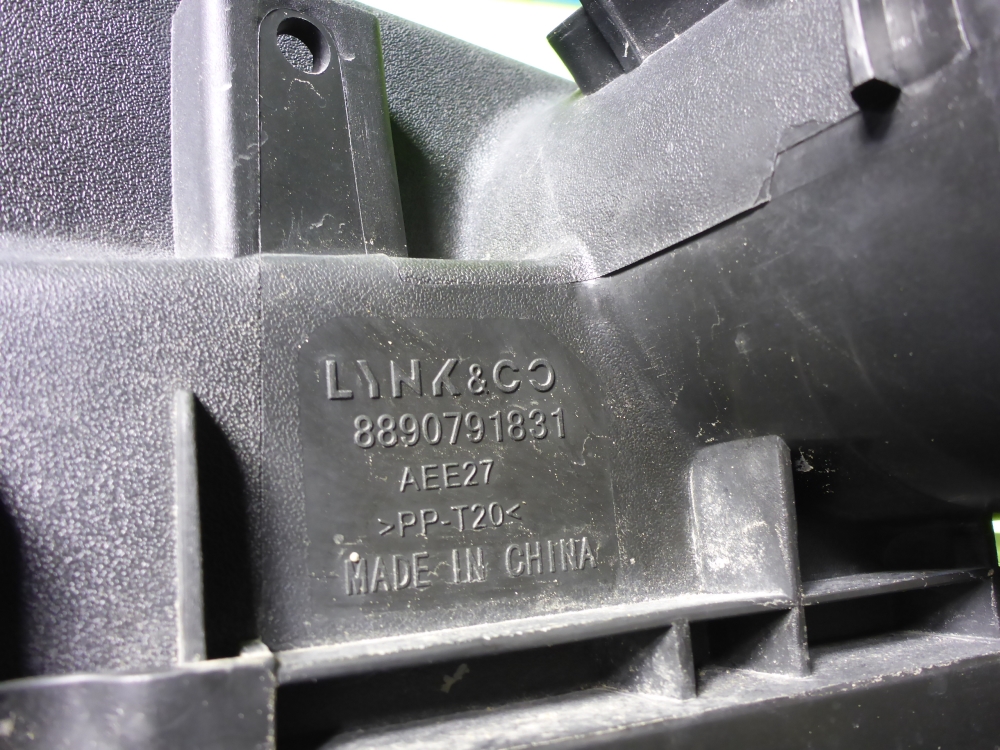 LYNK&CO
8890791831
AEE27
>PP-T20<
MADE IN CHINA